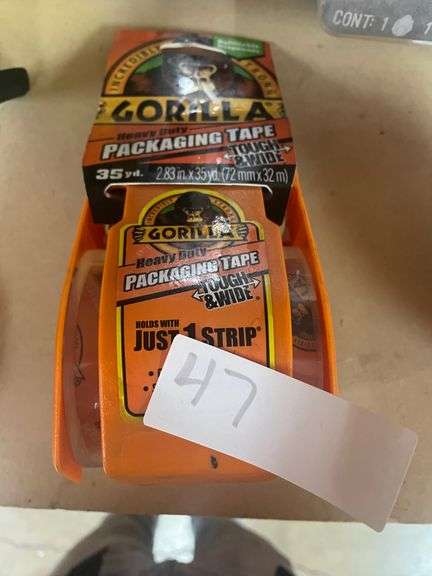 CONT: 1
INCREDIBLY STRONG
GORILLA
Heavy Duty
PACKAGING TAPE
TOUGH
& WIDE
35 yd. 2.83 in. x 35 yd. (72 mm x 32 m)
GORILLA
Heavy Duty
PACKAGING TAPE
TOUGH
& WIDE
HOLDS WITH
JUST 1 STRIP
47